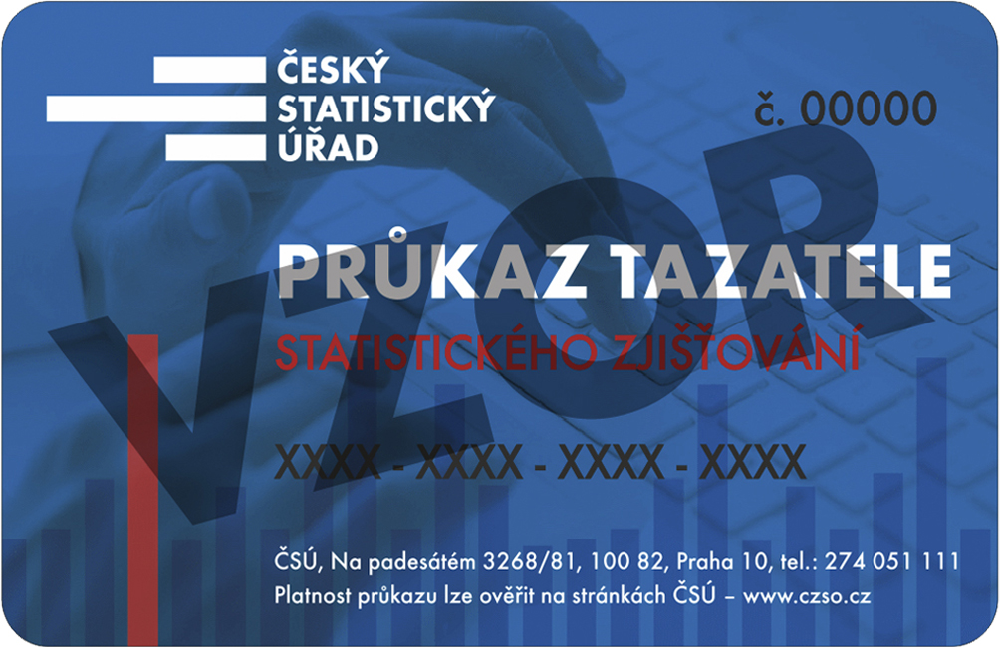 ČESKÝ
STATISTICKÝ
ÚŘAD
č. 00000
PRŮKAZ TAZATELE
STATISTICKÉHO ZJIŠŤOVÁNÍ
VZOR
XXXX - XXXX - XXXX - XXXX
ČSÚ, Na padesátém 3268/81, 100 82, Praha 10, tel.: 274 051 111
Platnost průkazu lze ověřit na stránkách ČSÚ – www.czso.cz